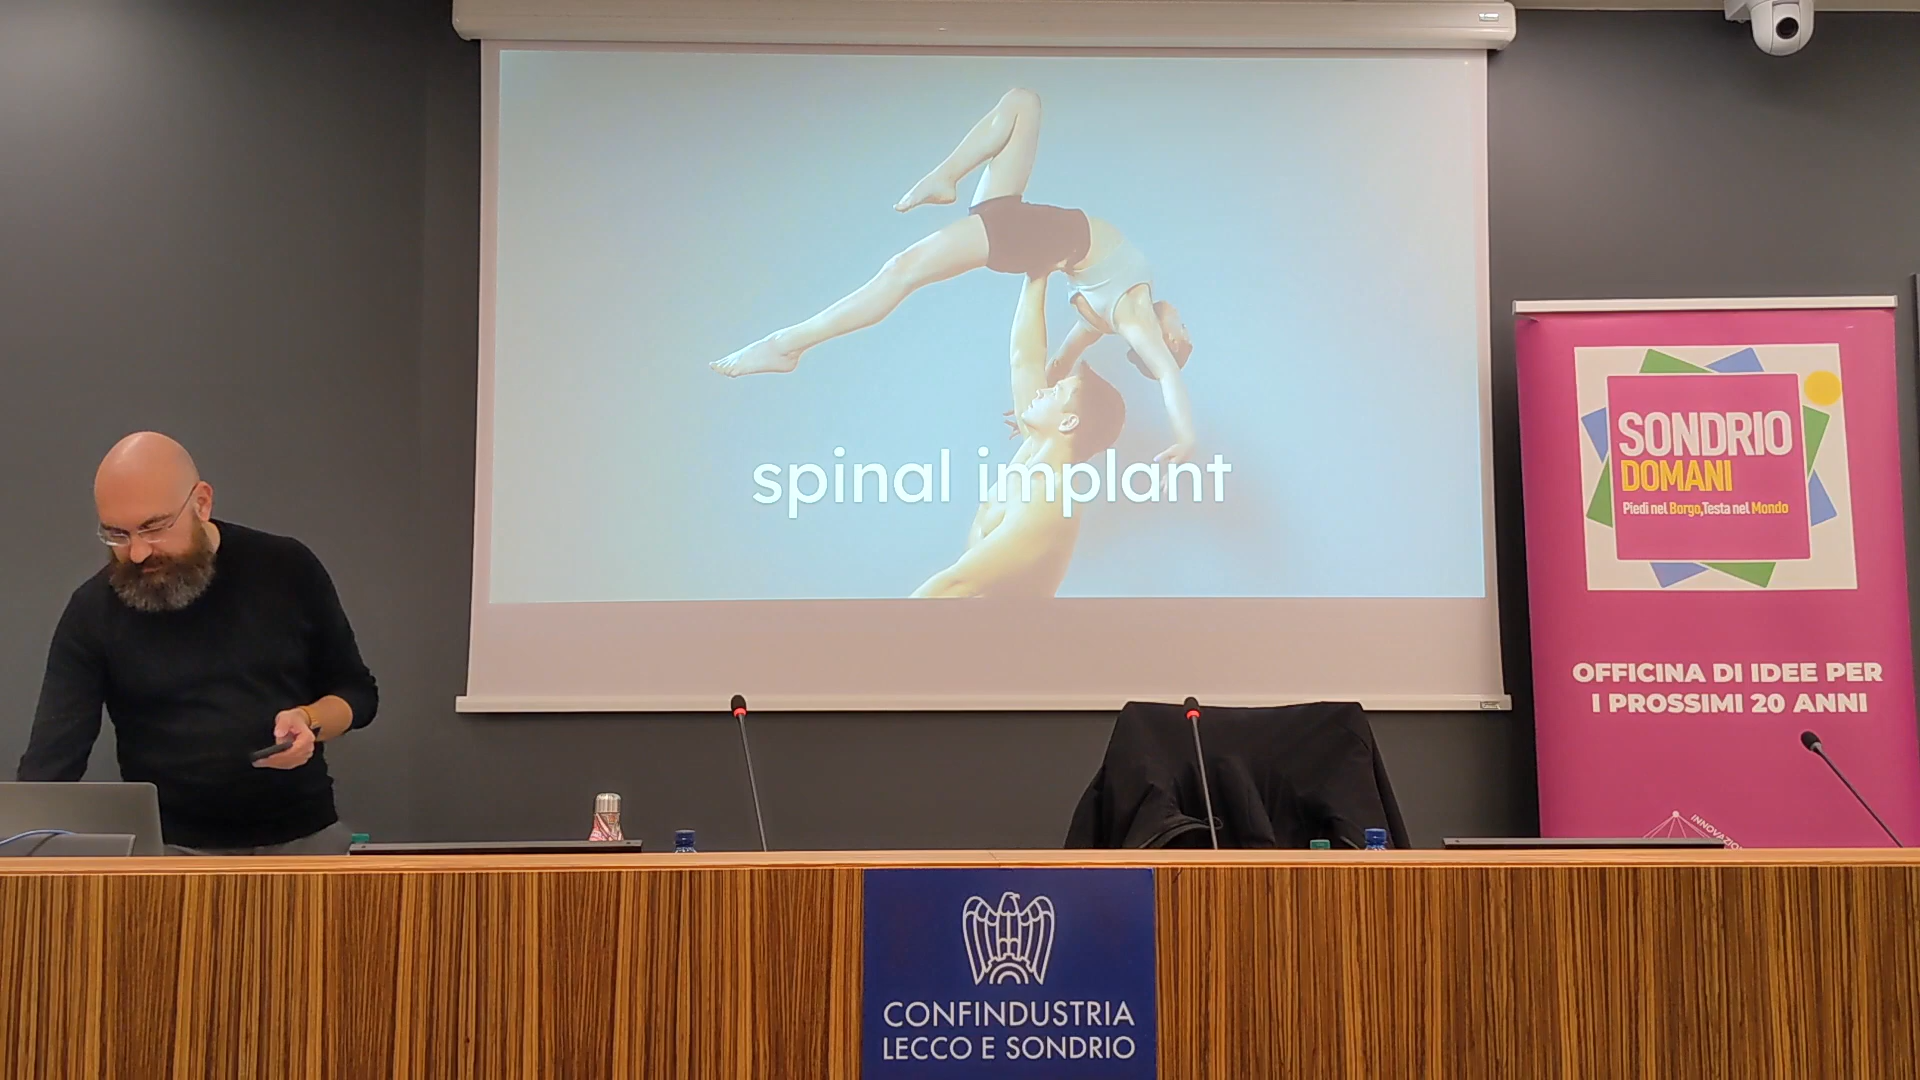 spinal implant
SONDRIO
DOMANI
Piedi nel Borgo, Testa nel Mondo
OFFICINA DI IDEE PER
I PROSSIMI 20 ANNI
CONFINDUSTRIA
LECCO E SONDRIO